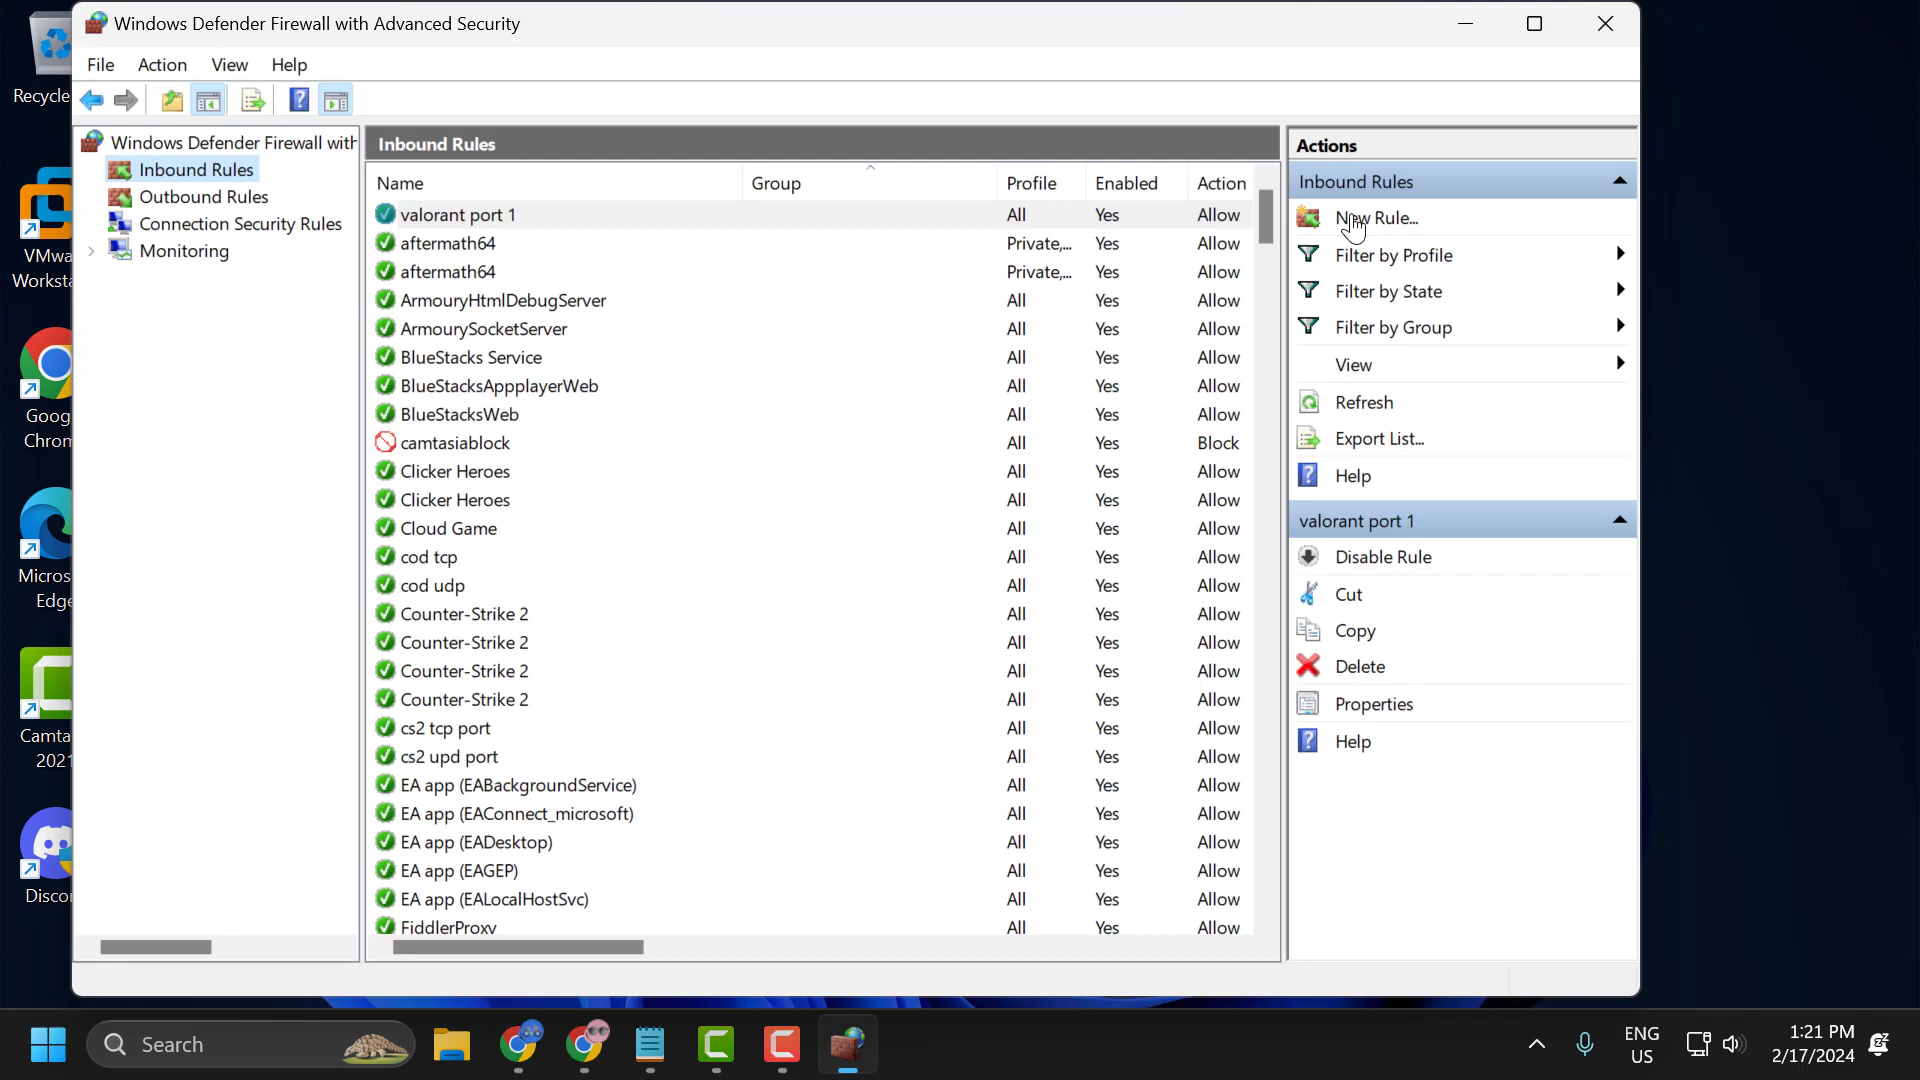 Windows Defender Firewall with Advanced Security
File Action View Help
Windows Defender Firewall with
Inbound Rules
Outbound Rules
Connection Security Rules
Monitoring
Inbound Rules
Name Group Profile Enabled Action
valorant port 1 All Yes Allow
aftermath64 Private,... Yes Allow
aftermath64 Private,... Yes Allow
ArmouryHtmlDebugServer All Yes Allow
ArmourySocketServer All Yes Allow
BlueStacks Service All Yes Allow
BlueStacksAppplayerWeb All Yes Allow
BlueStacksWeb All Yes Allow
camtasiablock All Yes Block
Clicker Heroes All Yes Allow
Clicker Heroes All Yes Allow
Cloud Game All Yes Allow
cod tcp All Yes Allow
cod udp All Yes Allow
Counter-Strike 2 All Yes Allow
Counter-Strike 2 All Yes Allow
Counter-Strike 2 All Yes Allow
Counter-Strike 2 All Yes Allow
cs2 tcp port All Yes Allow
cs2 upd port All Yes Allow
EA app (EABackgroundService) All Yes Allow
EA app (EAConnect_microsoft) All Yes Allow
EA app (EADesktop) All Yes Allow
EA app (EAGEP) All Yes Allow
EA app (EALocalHostSvc) All Yes Allow
FiddlerProxy All Yes Allow
Actions
Inbound Rules
New Rule...
Filter by Profile
Filter by State
Filter by Group
View
Refresh
Export List...
Help
valorant port 1
Disable Rule
Cut
Copy
Delete
Properties
Help
Recycle
VMwa
Workst
Goog
Chrom
Micros
Edge
Camta
2021
Disco
Search
ENG
US
1:21 PM
2/17/2024